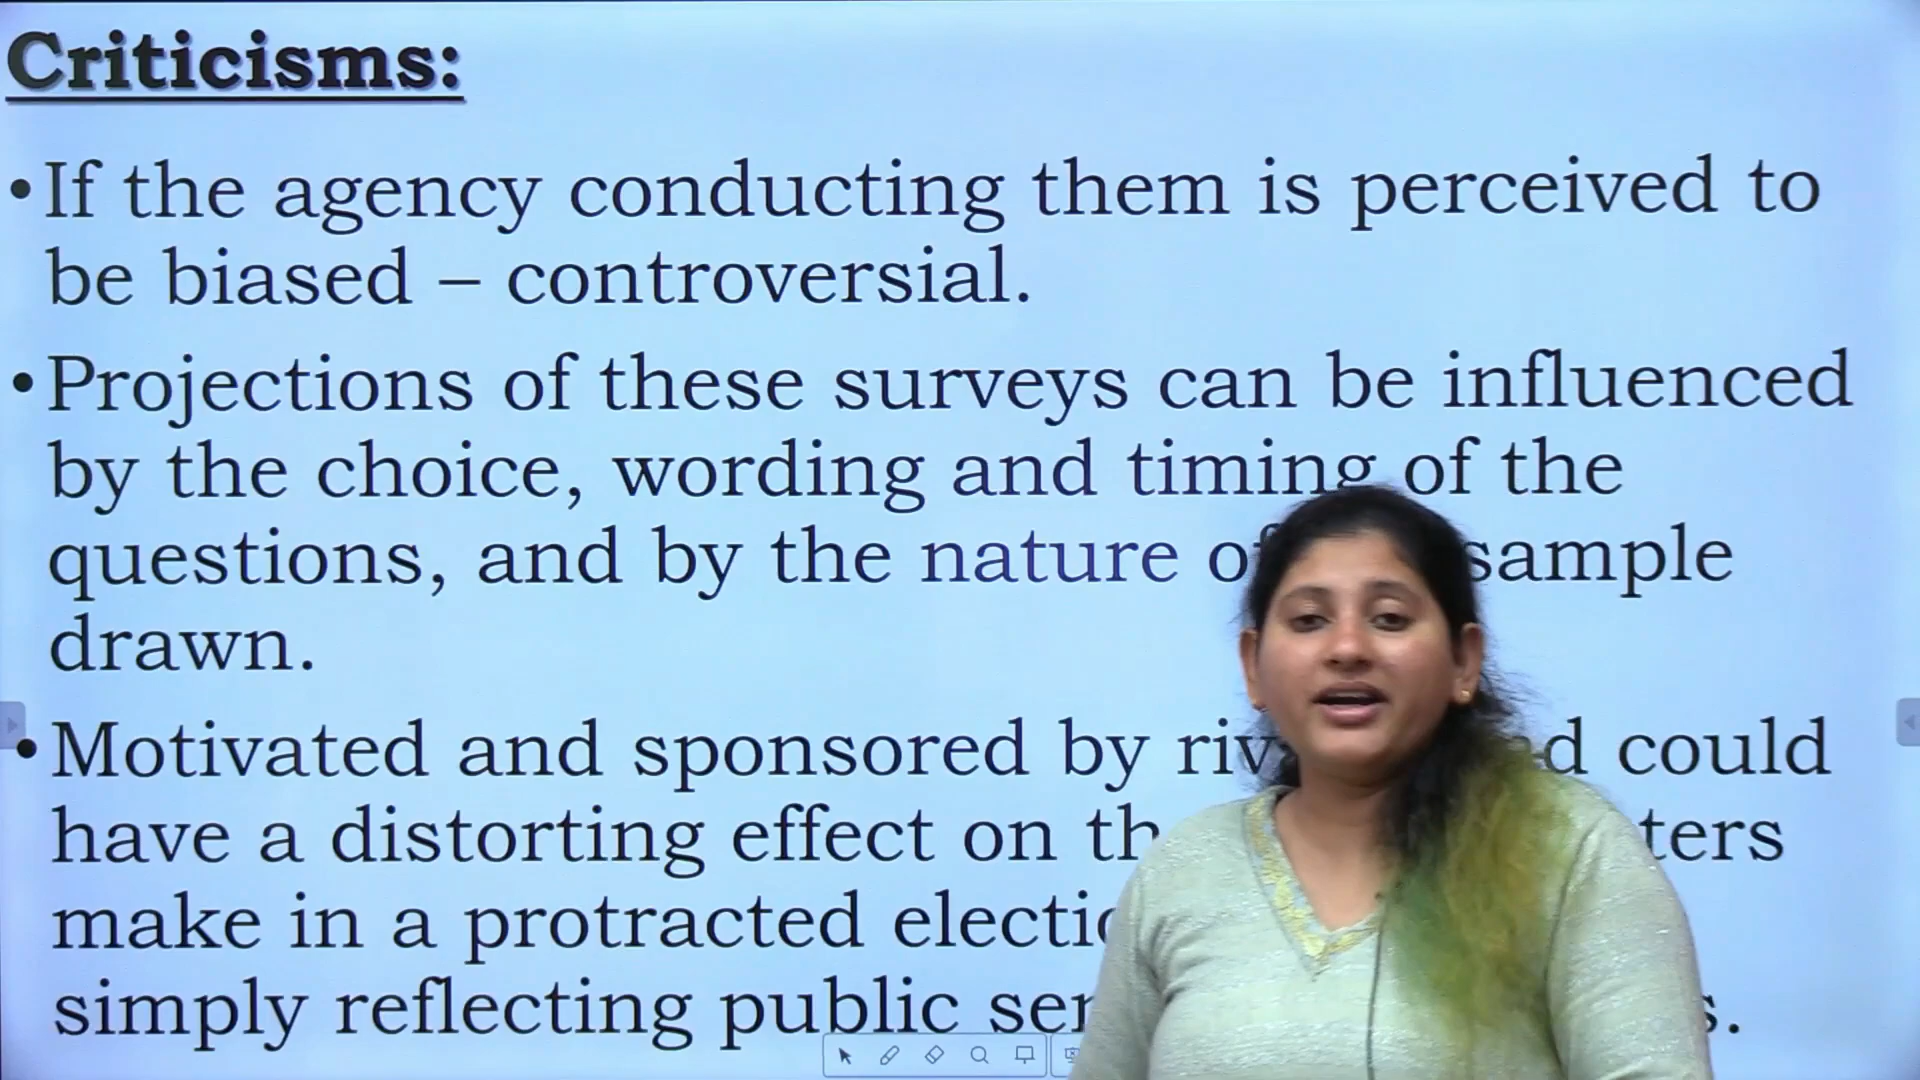 Criticisms:
•If the agency conducting them is perceived to
be biased – controversial.
•Projections of these surveys can be influenced
by the choice, wording and timing of the
questions, and by the nature of sample
drawn.
•Motivated and sponsored by could
have a distorting effect on
make in a protracted
simply reflecting public